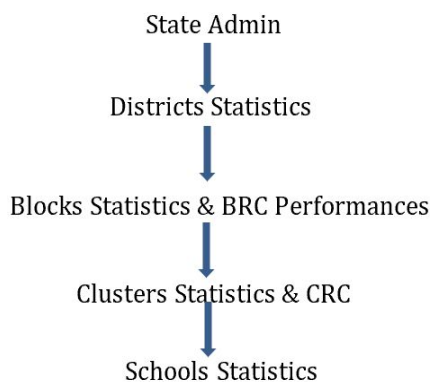 State Admin
Districts Statistics
Blocks Statistics & BRC Performances
Clusters Statistics & CRC
Schools Statistics